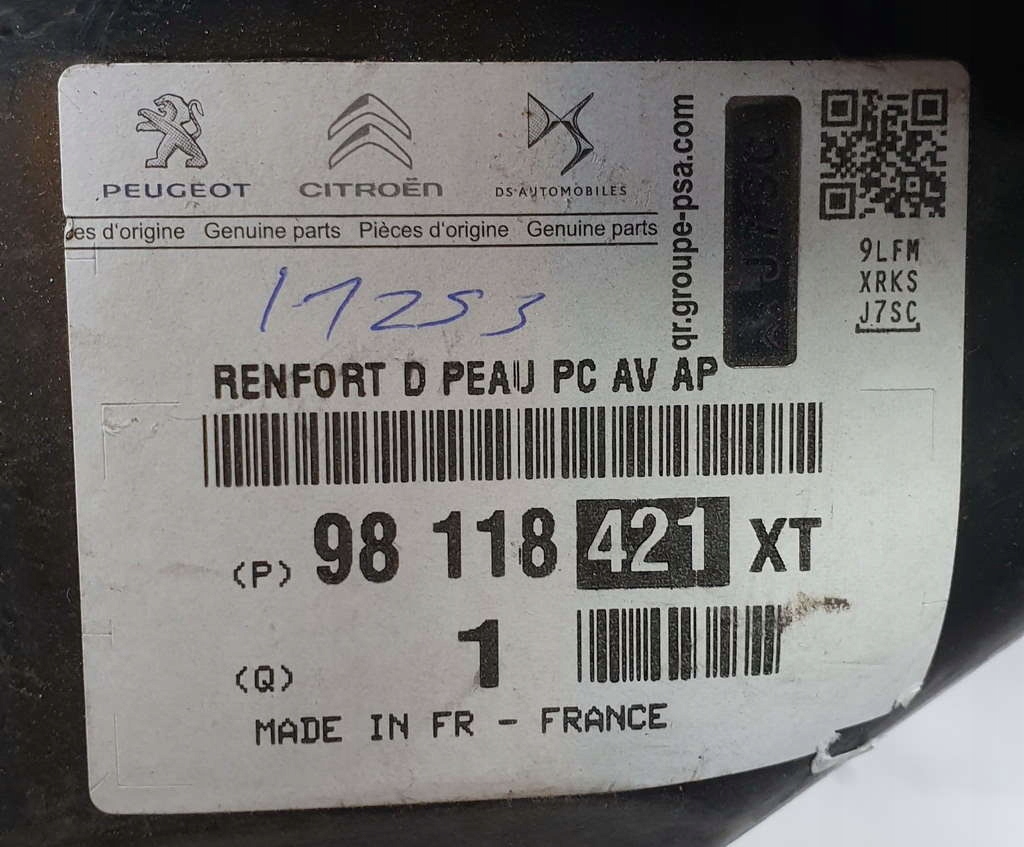 PEUGEOT CITROËN DS AUTOMOBILES
es d'origine Genuine parts Pièces d'origine Genuine parts
qr.groupe-psa.com
J7SC
9LFM
XRKS
J7SC
17253
RENFORT D PEAU PC AV AP
(P) 98 118 421 XT
(Q) 1
MADE IN FR - FRANCE